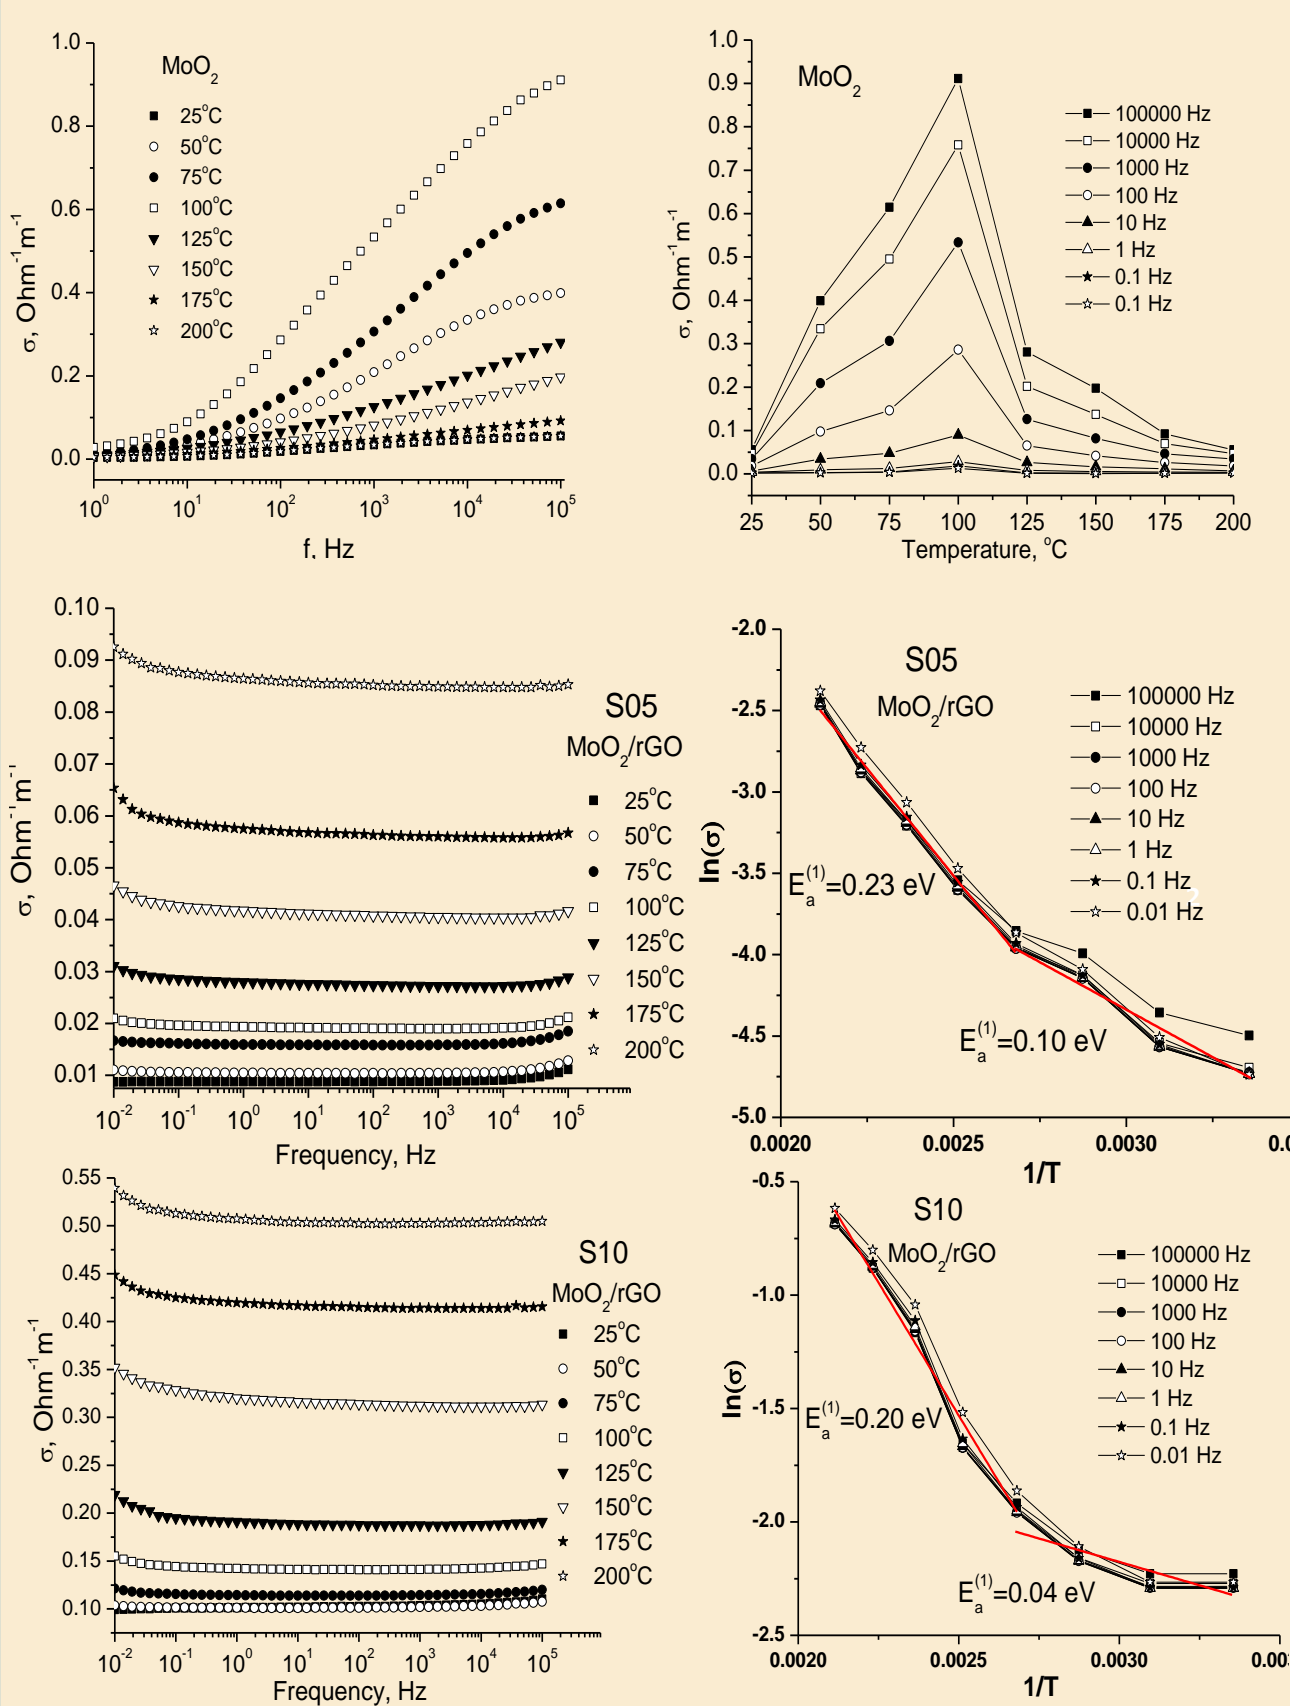 MoO2
25°C
50°C
75°C
100°C
125°C
150°C
175°C
200°C
1.0
0.8
0.6
0.4
0.2
0.0
σ, Ohm-1m-1
10^0 10^1 10^2 10^3 10^4 10^5
f, Hz
MoO2
100000 Hz
10000 Hz
1000 Hz
100 Hz
10 Hz
1 Hz
0.1 Hz
0.1 Hz
1.0
0.9
0.8
0.7
0.6
0.5
0.4
0.3
0.2
0.1
0.0
σ, Ohm-1m-1
25 50 75 100 125 150 175 200
Temperature, °C
0.10
0.09
0.08
0.07
0.06
0.05
0.04
0.03
0.02
0.01
σ, Ohm-1m-1
S05
MoO2/rGO
25°C
50°C
75°C
100°C
125°C
150°C
175°C
200°C
10^-2 10^-1 10^0 10^1 10^2 10^3 10^4 10^5
Frequency, Hz
-2.0
-2.5
-3.0
-3.5
-4.0
-4.5
-5.0
ln(σ)
S05
MoO2/rGO
100000 Hz
10000 Hz
1000 Hz
100 Hz
10 Hz
1 Hz
0.1 Hz
0.01 Hz
2
Ea(1)=0.23 eV
Ea(1)=0.10 eV
0.0020 0.0025 0.0030
1/T
0.55
0.50
0.45
0.40
0.35
0.30
0.25
0.20
0.15
0.10
σ, Ohm-1m-1
S10
MoO2/rGO
25°C
50°C
75°C
100°C
125°C
150°C
175°C
200°C
10^-2 10^-1 10^0 10^1 10^2 10^3 10^4 10^5
Frequency, Hz
-0.5
-1.0
-1.5
-2.0
-2.5
ln(σ)
S10
MoO2/rGO
100000 Hz
10000 Hz
1000 Hz
100 Hz
10 Hz
1 Hz
0.1 Hz
0.01 Hz
Ea(1)=0.20 eV
Ea(1)=0.04 eV
0.0020 0.0025 0.0030
1/T